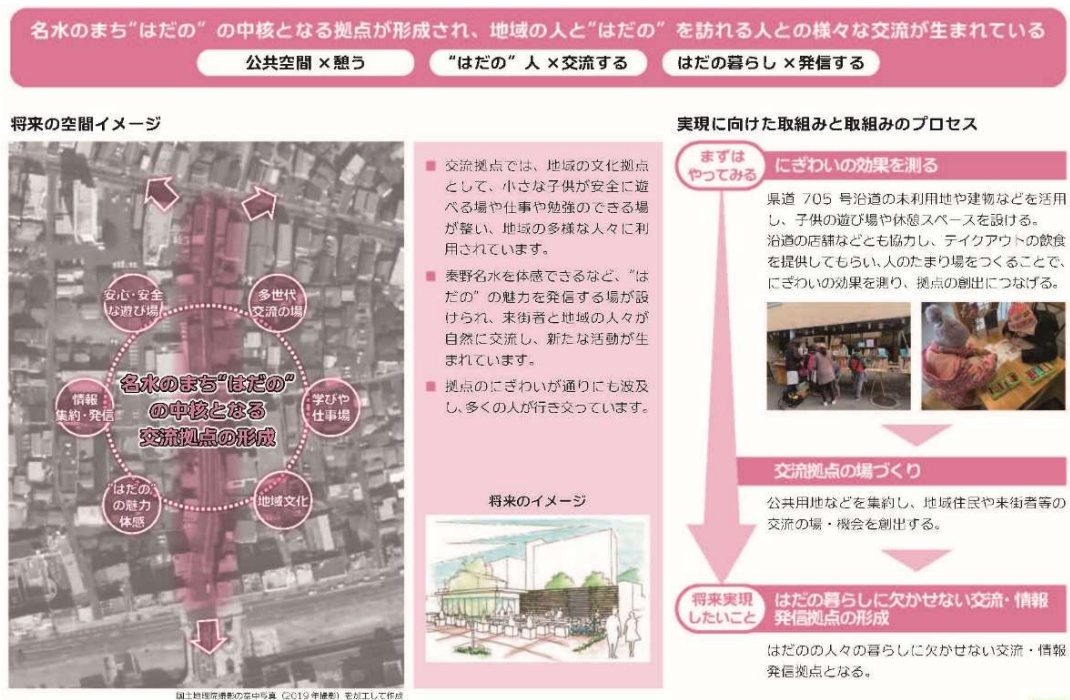 名水のまち“はだの” の中核となる拠点が形成され、地域の人と“はだの” を訪れる人との様々な交流が生まれている
公共空間 ×憩う
“はだの” 人 ×交流する
はだの暮らし ×発信する
将来の空間イメージ
安心・安全
な遊び場
多世代
交流の場
情報
集約・発信
名水のまち“はだの”
の中核となる
交流拠点の形成
学びや
仕事場
“はだの”
の魅力
体感
地域文化
国土地理院撮影の空中写真（2019 年撮影）を加工して作成
■ 交流拠点では、地域の文化拠点
として、小さな子供が安全に遊
べる場や仕事や勉強のできる場
が整い、地域の多様な人々に利
用されています。
■ 秦野名水を体感できるなど、“は
だの” の魅力を発信する場が設
けられ、来街者と地域の人々が
自然に交流し、新たな活動が生
まれています。
■ 拠点のにぎわいが通りにも波及
し、多くの人が行き交っています。
将来のイメージ
実現に向けた取組みと取組みのプロセス
まずは
やってみる
にぎわいの効果を測る
県道 705 号沿道の未利用地や建物などを活用
し、子供の遊び場や休憩スペースを設ける。
沿道の店舗などとも協力し、テイクアウトの飲食
を提供してもらい、人のたまり場をつくることで、
にぎわいの効果を測り、拠点の創出につなげる。
交流拠点の場づくり
公共用地などを集約し、地域住民や来街者等の
交流の場・機会を創出する。
将来実現
したいこと
はだの暮らしに欠かせない交流・情報
発信拠点の形成
はだのの人々の暮らしに欠かせない交流・情報
発信拠点となる。